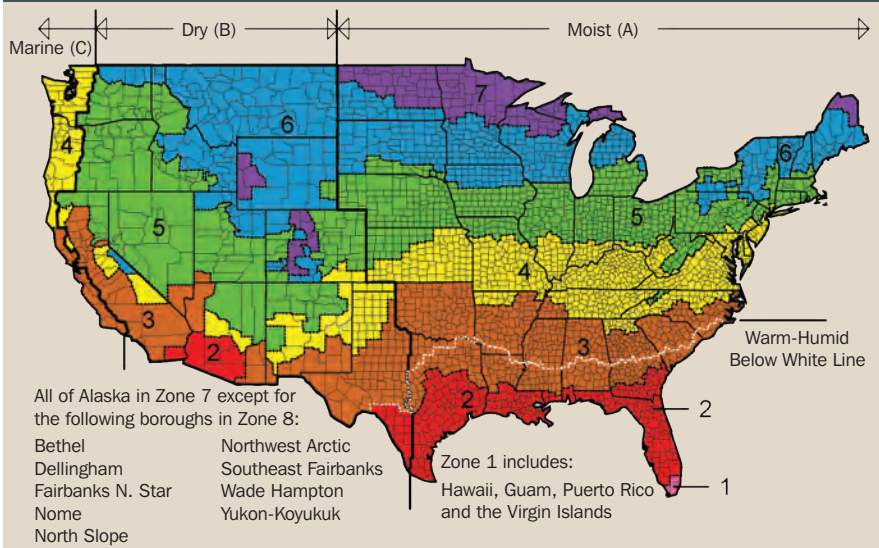 Marine (C)
Dry (B)
Moist (A)
7
6
4
6
5
5
4
3
3
2
Warm-Humid
Below White Line
2
2
1
All of Alaska in Zone 7 except for
the following boroughs in Zone 8:
Bethel
Dellingham
Fairbanks N. Star
Nome
North Slope
Northwest Arctic
Southeast Fairbanks
Wade Hampton
Yukon-Koyukuk
Zone 1 includes:
Hawaii, Guam, Puerto Rico
and the Virgin Islands